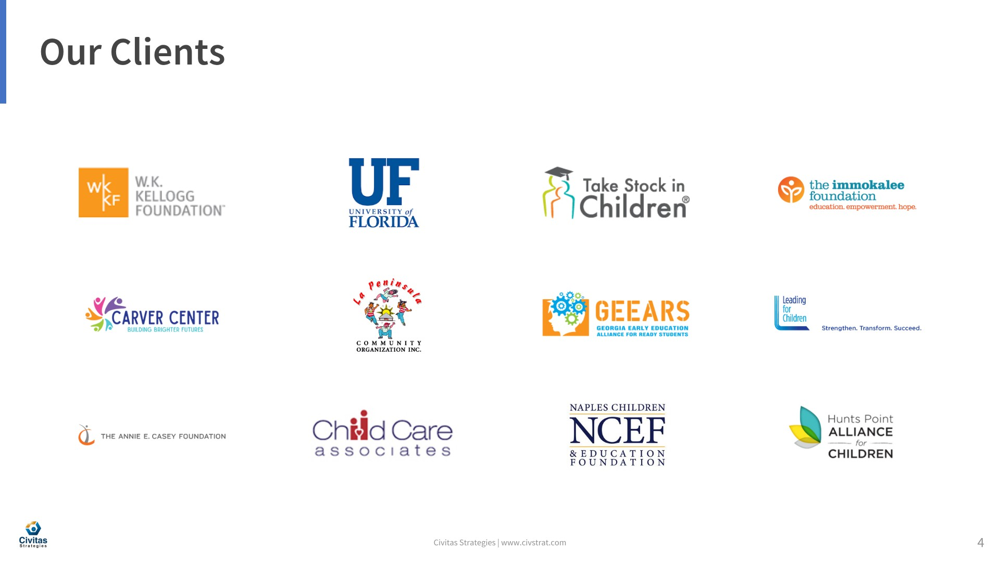 Our Clients
WK
KF
W.K.
KELLOGG
FOUNDATION™
UF
UNIVERSITY of
FLORIDA
Take Stock in
Children®
the immokalee
foundation
education. empowerment. hope.
CARVER CENTER
BUILDING BRIGHTER FUTURES
La Peninsula
COMMUNITY
ORGANIZATION INC.
GEEARS
GEORGIA EARLY EDUCATION
ALLIANCE FOR READY STUDENTS
Leading
for
Children
Strengthen. Transform. Succeed.
THE ANNIE E. CASEY FOUNDATION
Child Care
associates
NAPLES CHILDREN
NCEF
& EDUCATION
FOUNDATION
Hunts Point
ALLIANCE
for
CHILDREN
Civitas
Strategies
Civitas Strategies | www.civstrat.com
4